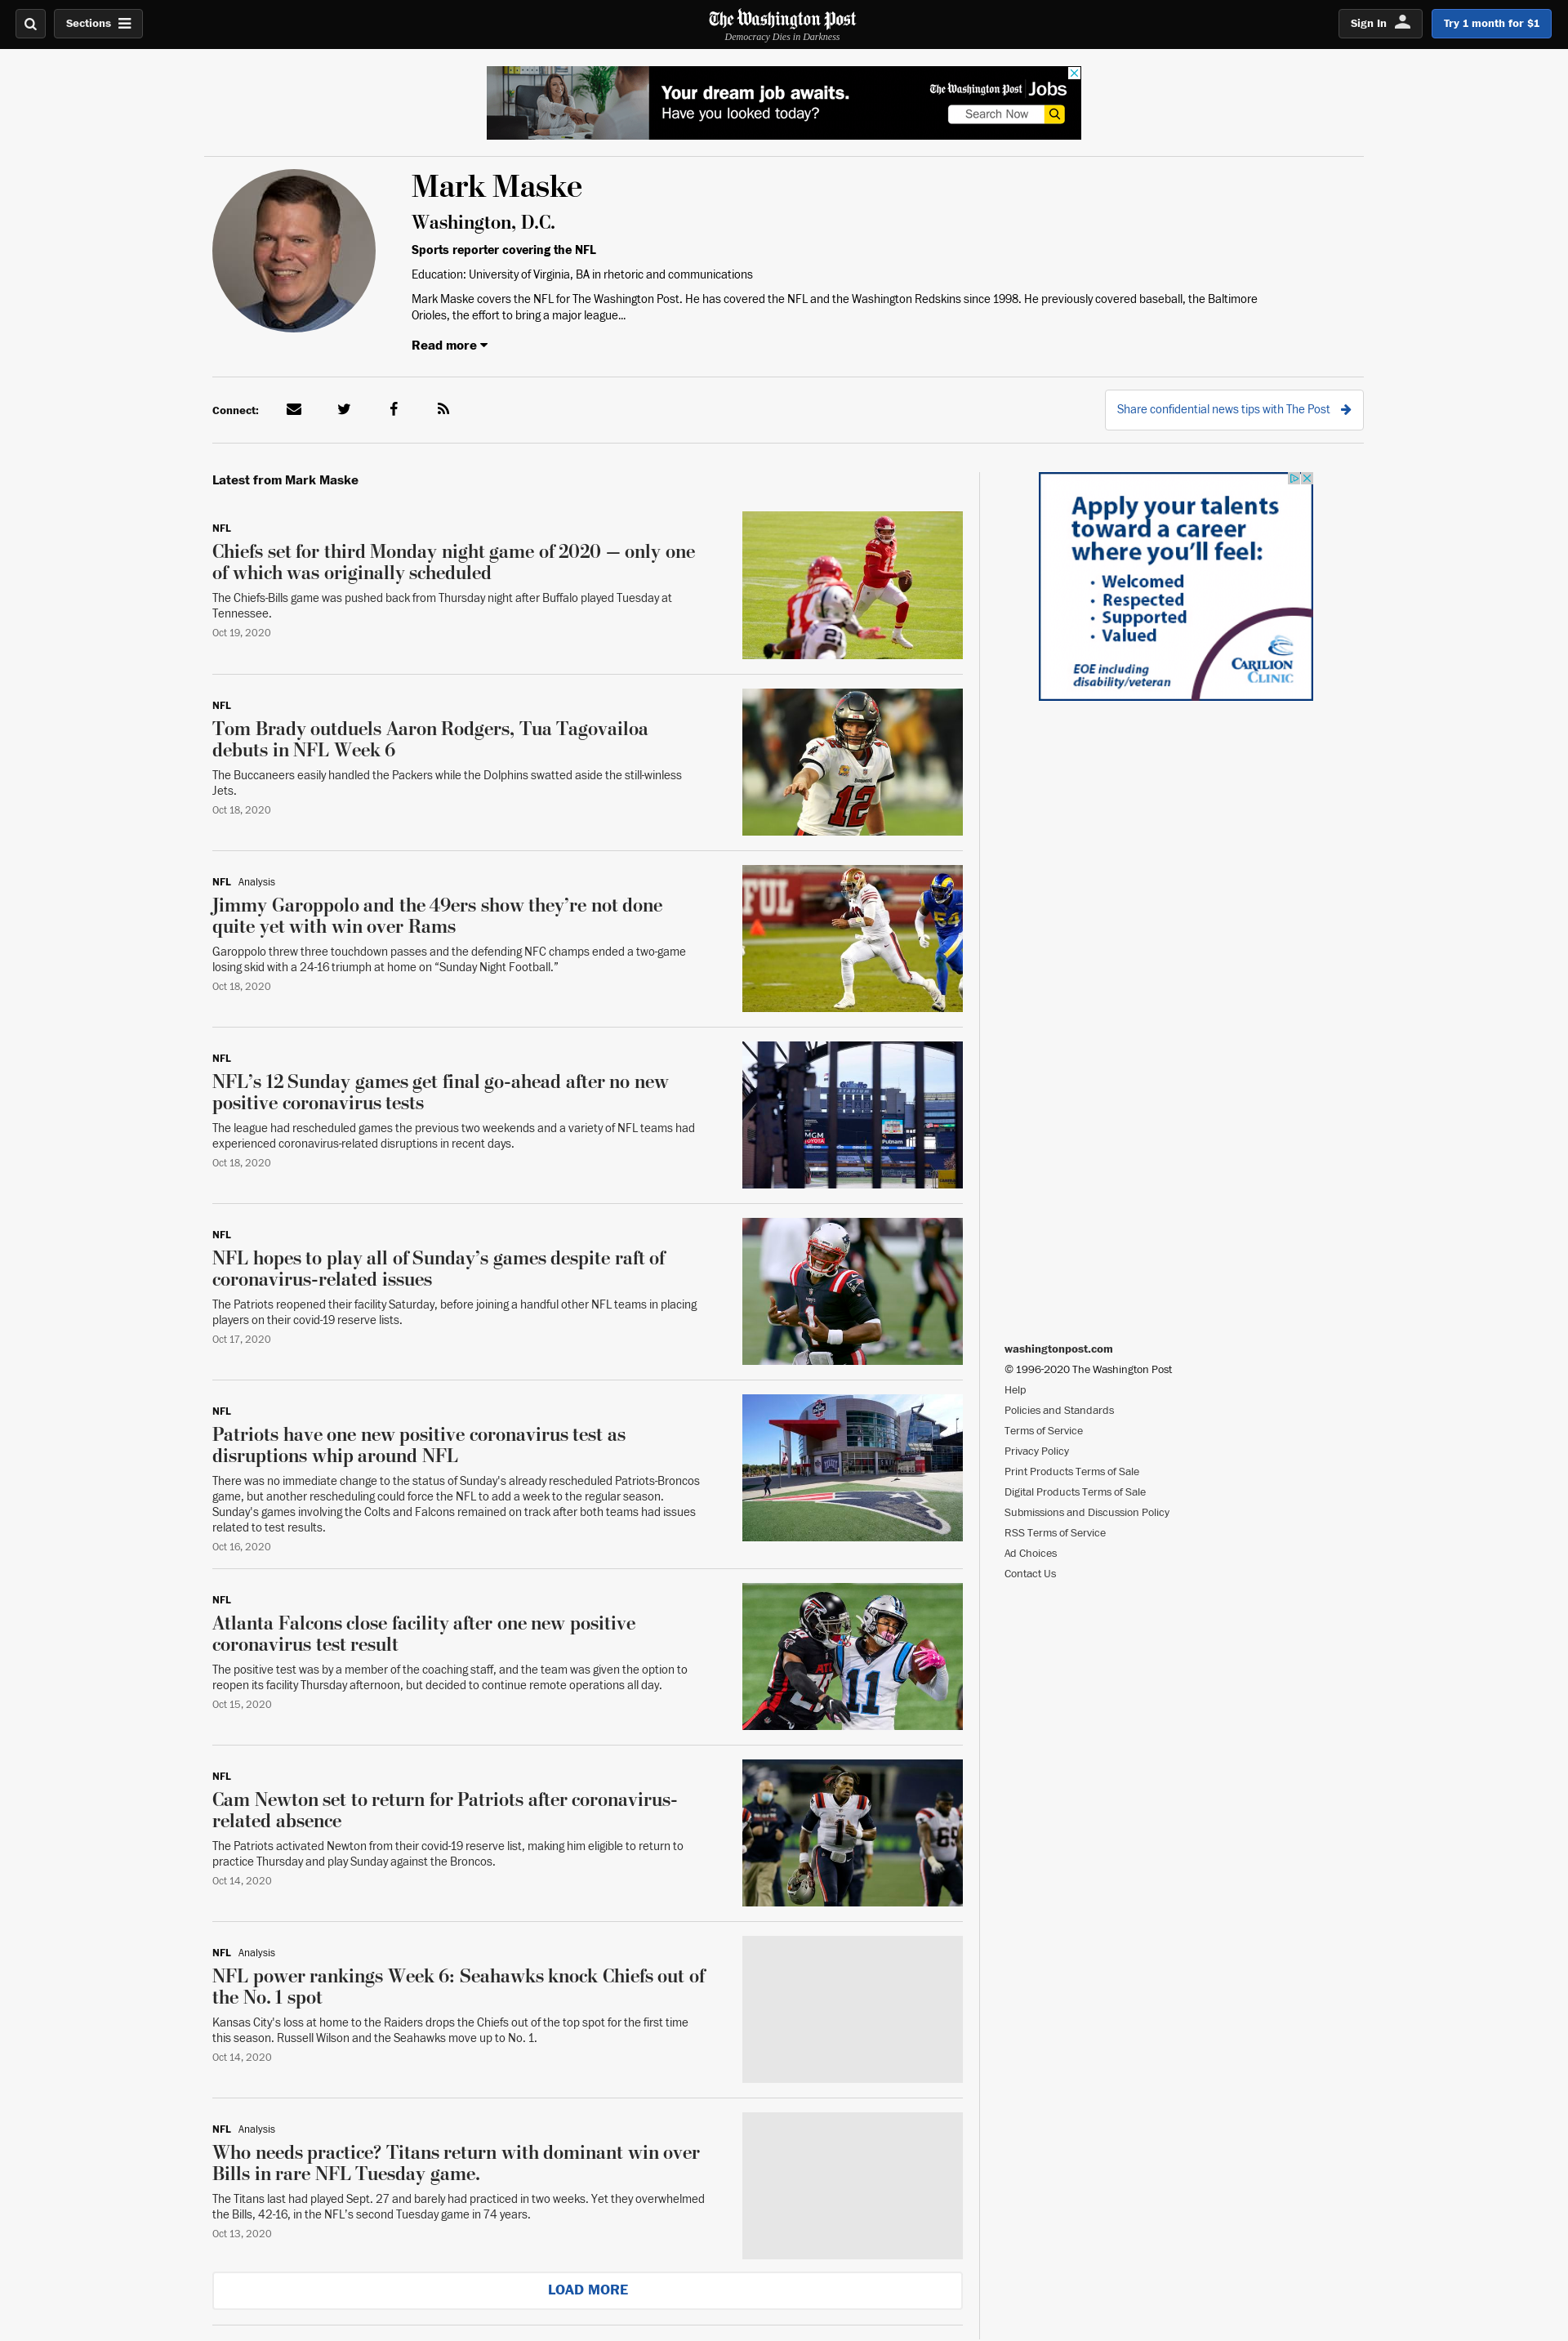 Sections
The Washington Post
Democracy Dies in Darkness
Sign In
Try 1 month for $1
Your dream job awaits.
Have you looked today?
The Washington Post Jobs
Search Now
Mark Maske
Washington, D.C.
Sports reporter covering the NFL
Education: University of Virginia, BA in rhetoric and communications
Mark Maske covers the NFL for The Washington Post. He has covered the NFL and the Washington Redskins since 1998. He previously covered baseball, the Baltimore
Orioles, the effort to bring a major league...
Read more
Connect:
Share confidential news tips with The Post
Latest from Mark Maske
NFL
Chiefs set for third Monday night game of 2020 — only one
of which was originally scheduled
The Chiefs-Bills game was pushed back from Thursday night after Buffalo played Tuesday at
Tennessee.
Oct 19, 2020
NFL
Tom Brady outduels Aaron Rodgers, Tua Tagovailoa
debuts in NFL Week 6
The Buccaneers easily handled the Packers while the Dolphins swatted aside the still-winless
Jets.
Oct 18, 2020
12
NFL Analysis
Jimmy Garoppolo and the 49ers show they’re not done
quite yet with win over Rams
Garoppolo threw three touchdown passes and the defending NFC champs ended a two-game
losing skid with a 24-16 triumph at home on “Sunday Night Football.”
Oct 18, 2020
54
NFL
NFL’s 12 Sunday games get final go-ahead after no new
positive coronavirus tests
The league had rescheduled games the previous two weekends and a variety of NFL teams had
experienced coronavirus-related disruptions in recent days.
Oct 18, 2020
Gillette
MGM
TOYOTA
Putnam
NFL
NFL hopes to play all of Sunday’s games despite raft of
coronavirus-related issues
The Patriots reopened their facility Saturday, before joining a handful other NFL teams in placing
players on their covid-19 reserve lists.
Oct 17, 2020
1
NFL
Patriots have one new positive coronavirus test as
disruptions whip around NFL
There was no immediate change to the status of Sunday's already rescheduled Patriots-Broncos
game, but another rescheduling could force the NFL to add a week to the regular season.
Sunday's games involving the Colts and Falcons remained on track after both teams had issues
related to test results.
Oct 16, 2020
NFL
Atlanta Falcons close facility after one new positive
coronavirus test result
The positive test was by a member of the coaching staff, and the team was given the option to
reopen its facility Thursday afternoon, but decided to continue remote operations all day.
Oct 15, 2020
11
NFL
Cam Newton set to return for Patriots after coronavirus-
related absence
The Patriots activated Newton from their covid-19 reserve list, making him eligible to return to
practice Thursday and play Sunday against the Broncos.
Oct 14, 2020
1
69
NFL Analysis
NFL power rankings Week 6: Seahawks knock Chiefs out of
the No. 1 spot
Kansas City's loss at home to the Raiders drops the Chiefs out of the top spot for the first time
this season. Russell Wilson and the Seahawks move up to No. 1.
Oct 14, 2020
NFL Analysis
Who needs practice? Titans return with dominant win over
Bills in rare NFL Tuesday game.
The Titans last had played Sept. 27 and barely had practiced in two weeks. Yet they overwhelmed
the Bills, 42-16, in the NFL's second Tuesday game in 74 years.
Oct 13, 2020
LOAD MORE
Apply your talents
toward a career
where you’ll feel:
• Welcomed
• Respected
• Supported
• Valued
EOE including
disability/veteran
CARILION
CLINIC
washingtonpost.com
© 1996-2020 The Washington Post
Help
Policies and Standards
Terms of Service
Privacy Policy
Print Products Terms of Sale
Digital Products Terms of Sale
Submissions and Discussion Policy
RSS Terms of Service
Ad Choices
Contact Us